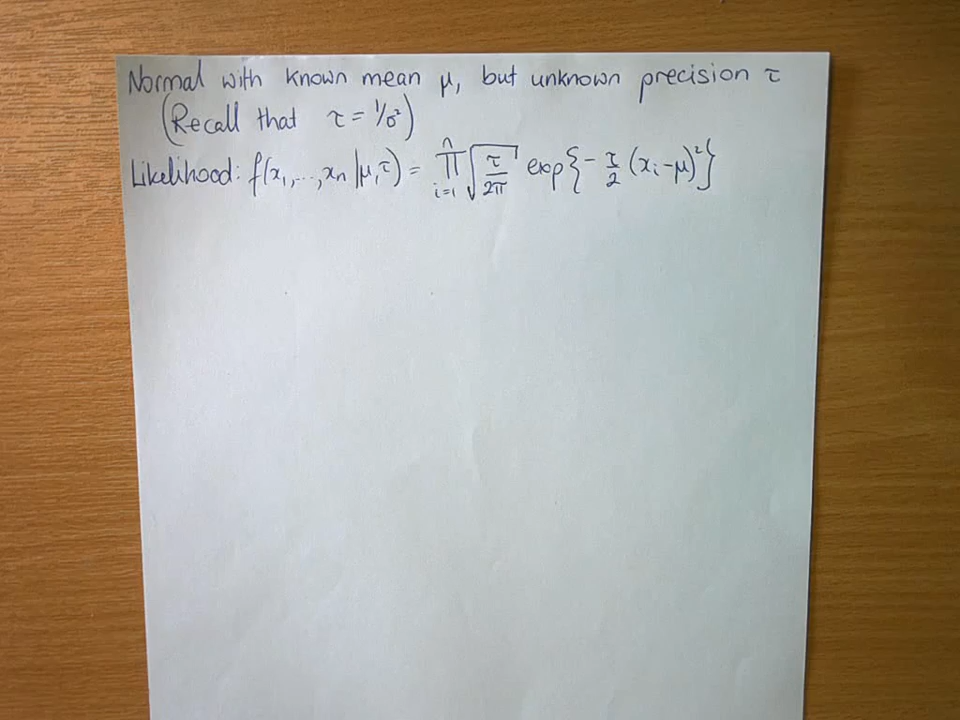 Normal with known mean μ, but unknown precision τ
(Recall that τ = 1/σ²)
Likelihood: f(x₁,...,xₙ|μ,τ) = ∏ᵢ₌₁ⁿ √(τ/2π) exp{-τ/2 (xᵢ-μ)²}